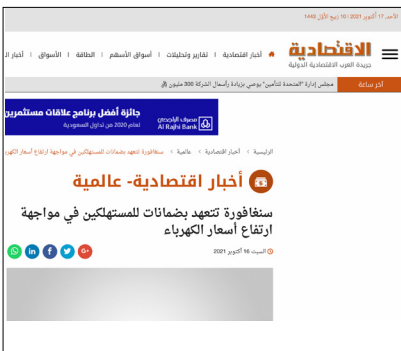 الأحد, 17 أكتوبر 2021 | 10 ربيع الأول 1443
الاقتصادية
جريدة العرب الاقتصادية الدولية
أخبار اقتصادية | تقارير وتحليلات | أسواق الأسهم | الطاقة | الأسواق | أخبار ال
آخر ساعة
مجلس إدارة "المتحدة للتأمين" يوصي بزيادة رأسمال الشركة 300 مليون
مصرف الراجحي
Al Rajhi Bank
جائزة أفضل برنامج علاقات مستثمرين
لعام 2020 من تداول السعودية
الرئيسية > أخبار اقتصادية > عالمية > سنغافورة تتعهد بضمانات للمستهلكين في مواجهة ارتفاع أسعار الكهرب
أخبار اقتصادية- عالمية
سنغافورة تتعهد بضمانات للمستهلكين في مواجهة
ارتفاع أسعار الكهرباء
السبت 16 أكتوبر 2021
G+
f
in